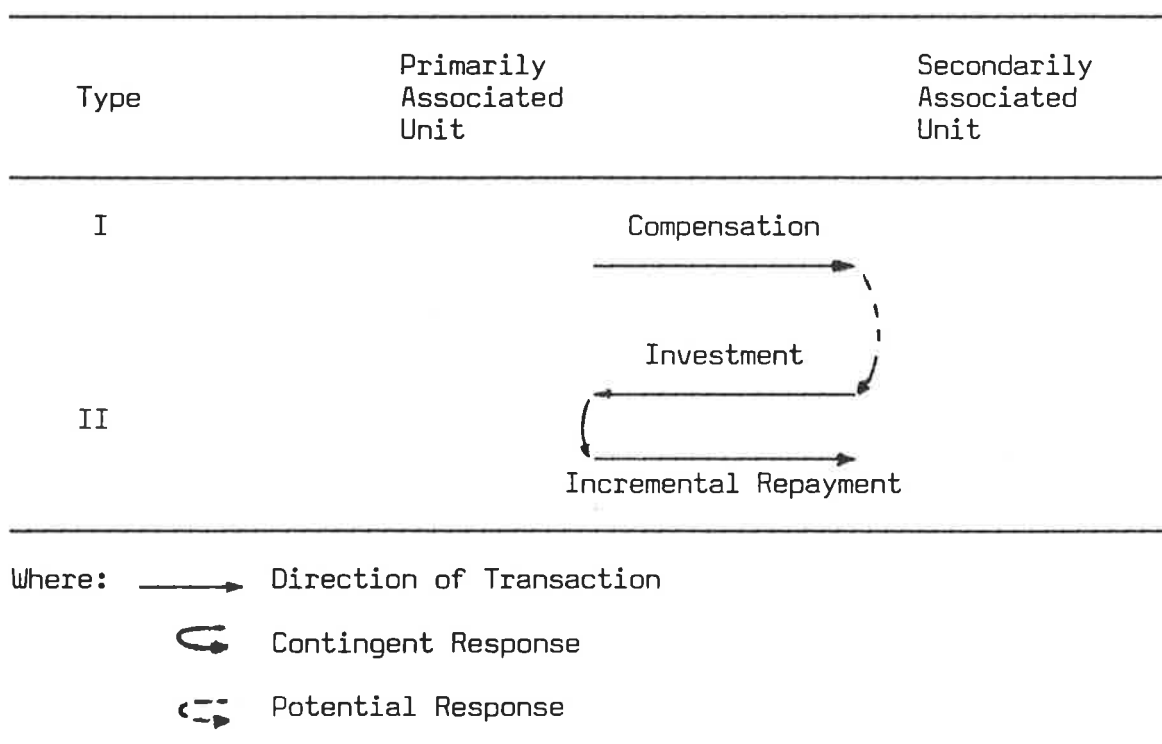 Type
Primarily
Associated
Unit
Secondarily
Associated
Unit
I
Compensation
Investment
II
Incremental Repayment
Where:
Direction of Transaction
Contingent Response
Potential Response